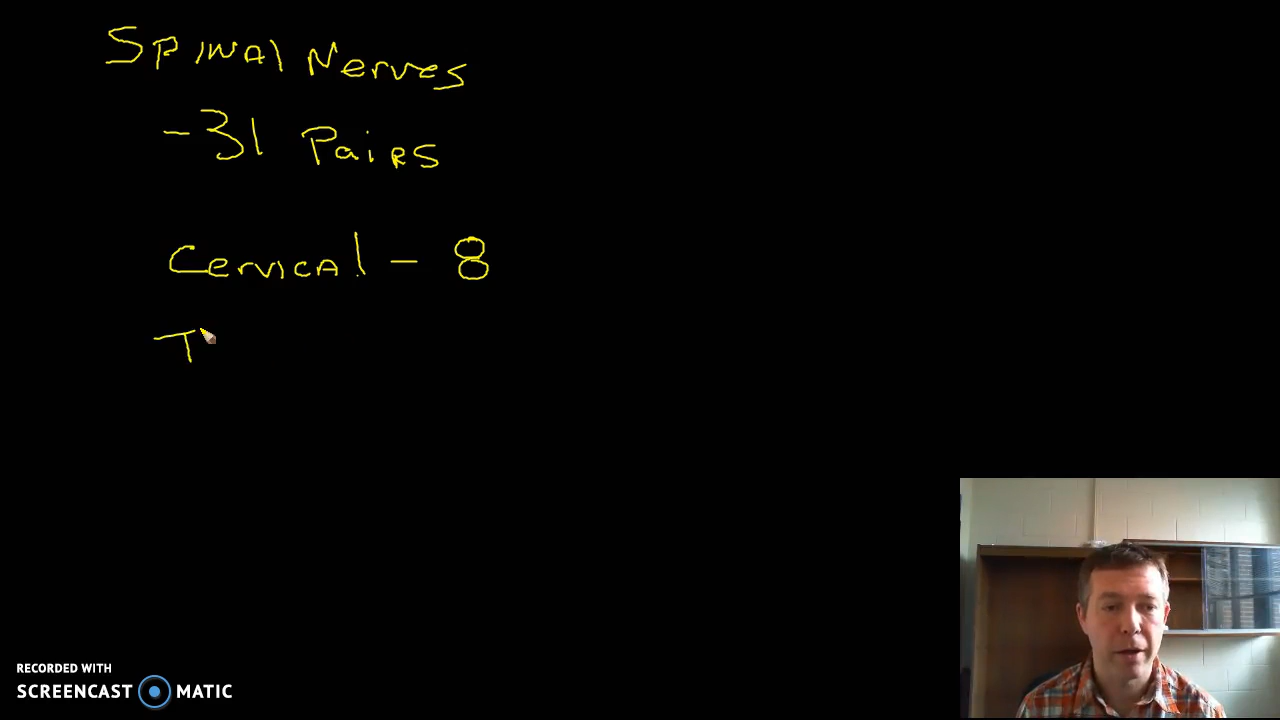 Spinal Nerves
- 31 Pairs
Cervical - 8
T
RECORDED WITH
SCREENCAST MATIC